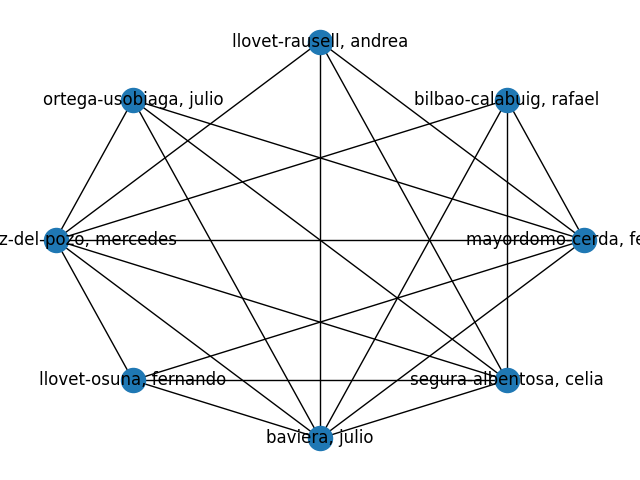 llovet-rausell, andrea
ortega-usobiaga, julio
bilbao-calabuig, rafael
z-del-pozo, mercedes
mayordomo-cerda, fe
llovet-osuna, fernando
segura-albentosa, celia
baviera, julio